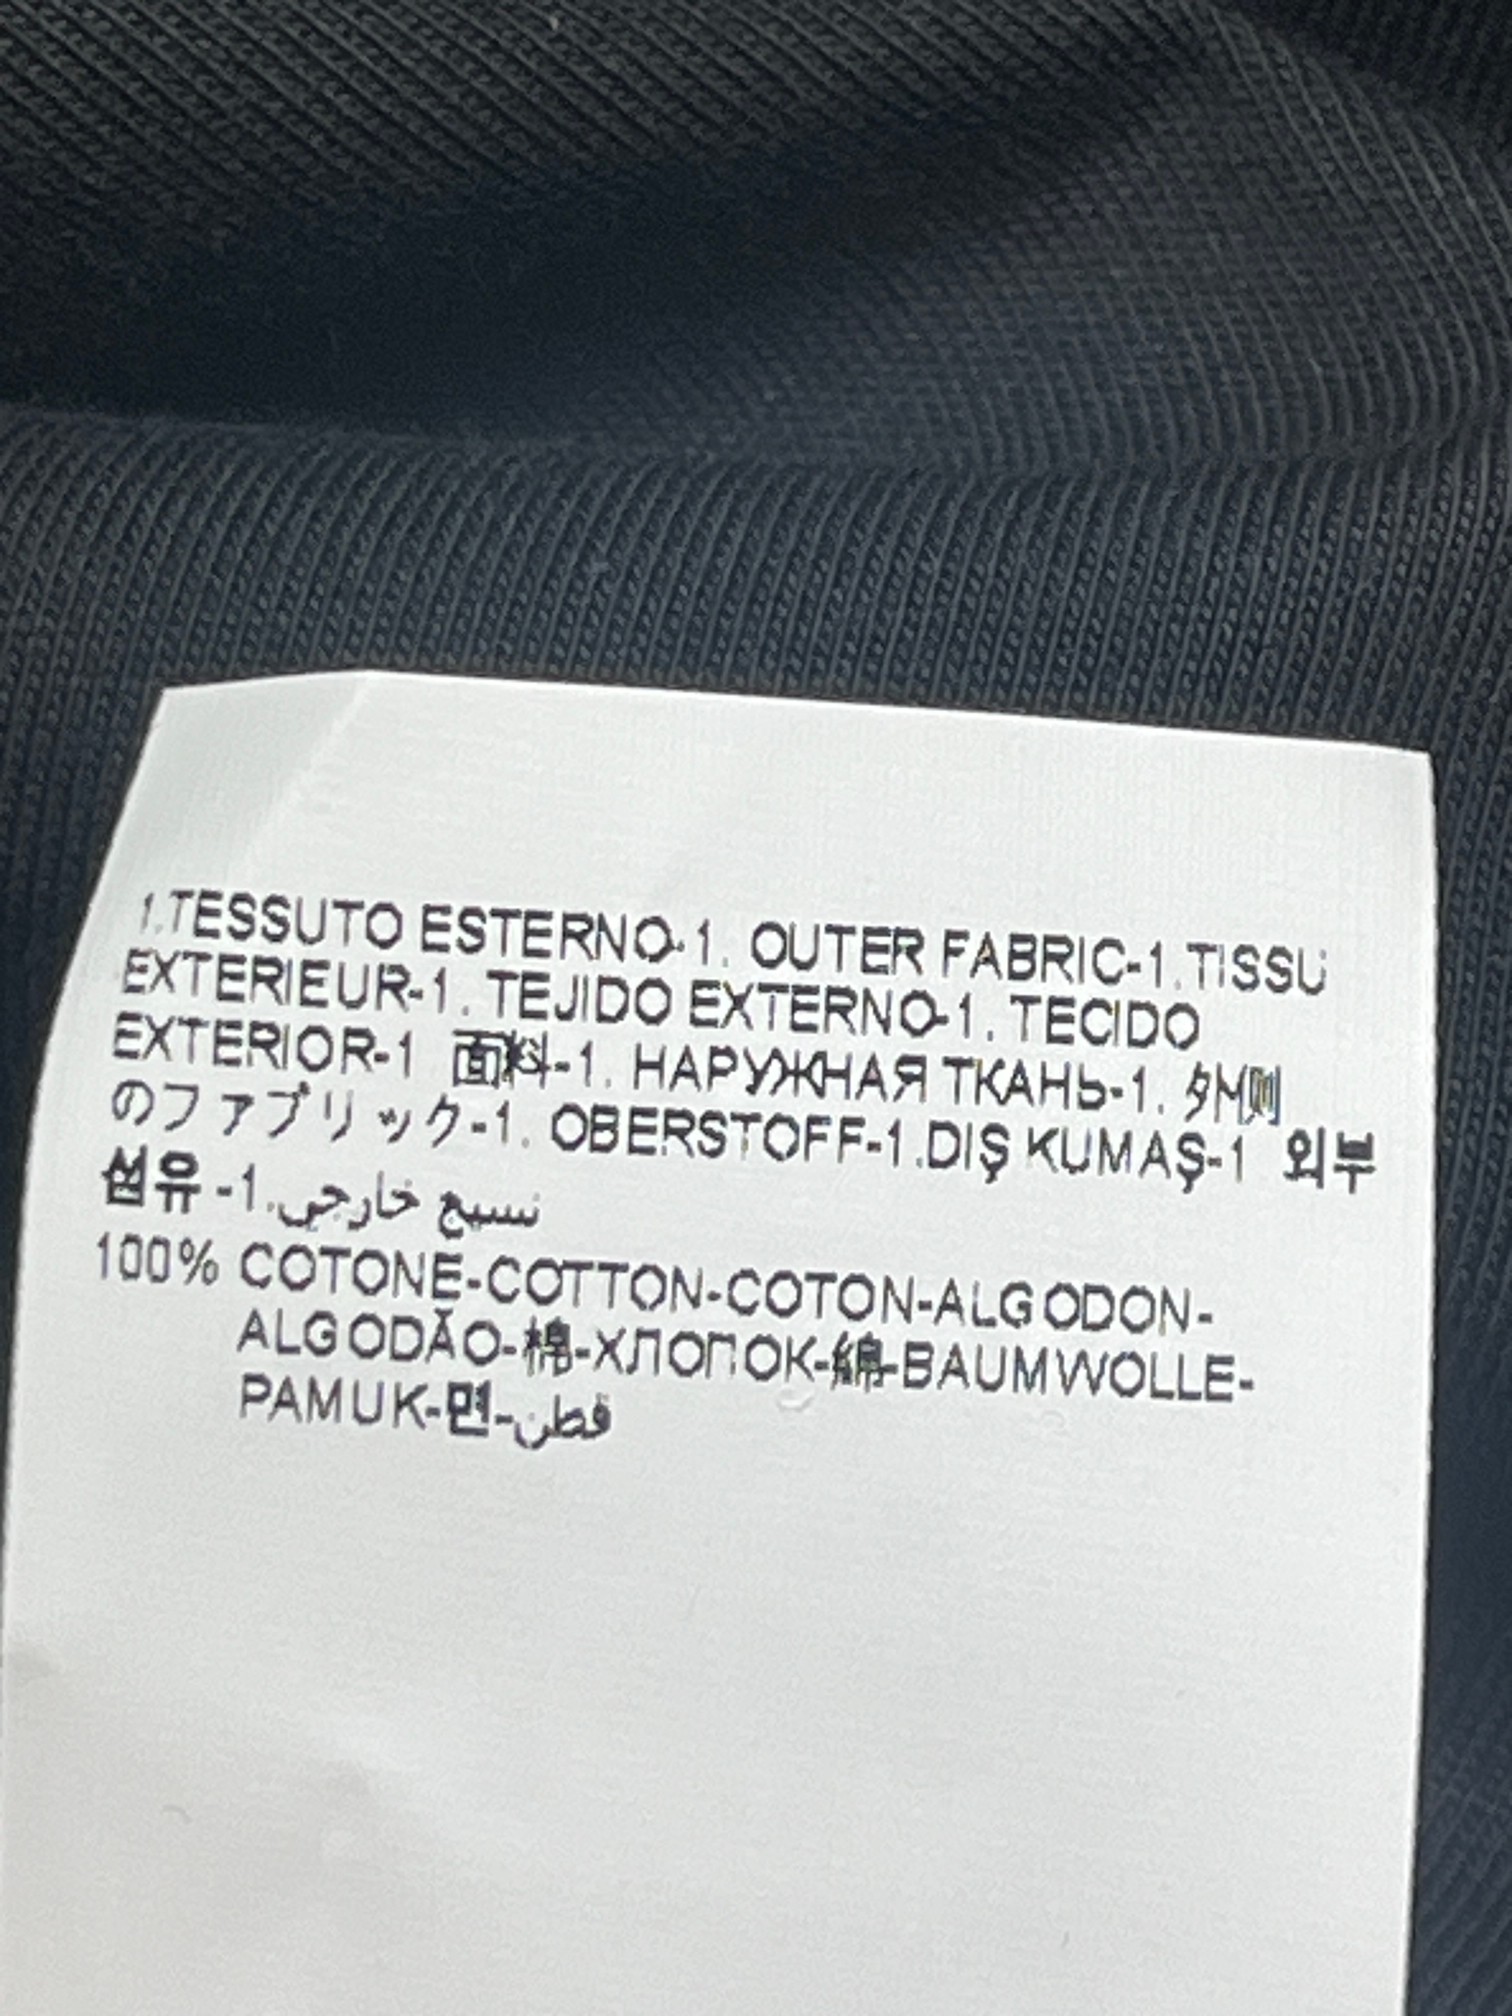 1.TESSUTO ESTERNO-1. OUTER FABRIC-1.TISSU
EXTERIEUR-1. TEJIDO EXTERNO-1. TECIDO
EXTERIOR-1 面料-1. НАРУЖНАЯ ТКАНЬ-1. 外側
のファブリック-1. OBERSTOFF-1.DIŞ KUMAŞ-1 외부
섬유 -1.نسيج خارجي
100% COTONE-COTTON-COTON-ALGODON-
ALGODÃO-棉-ХЛОПОК-綿-BAUMWOLLE-
PAMUK-면-قطن